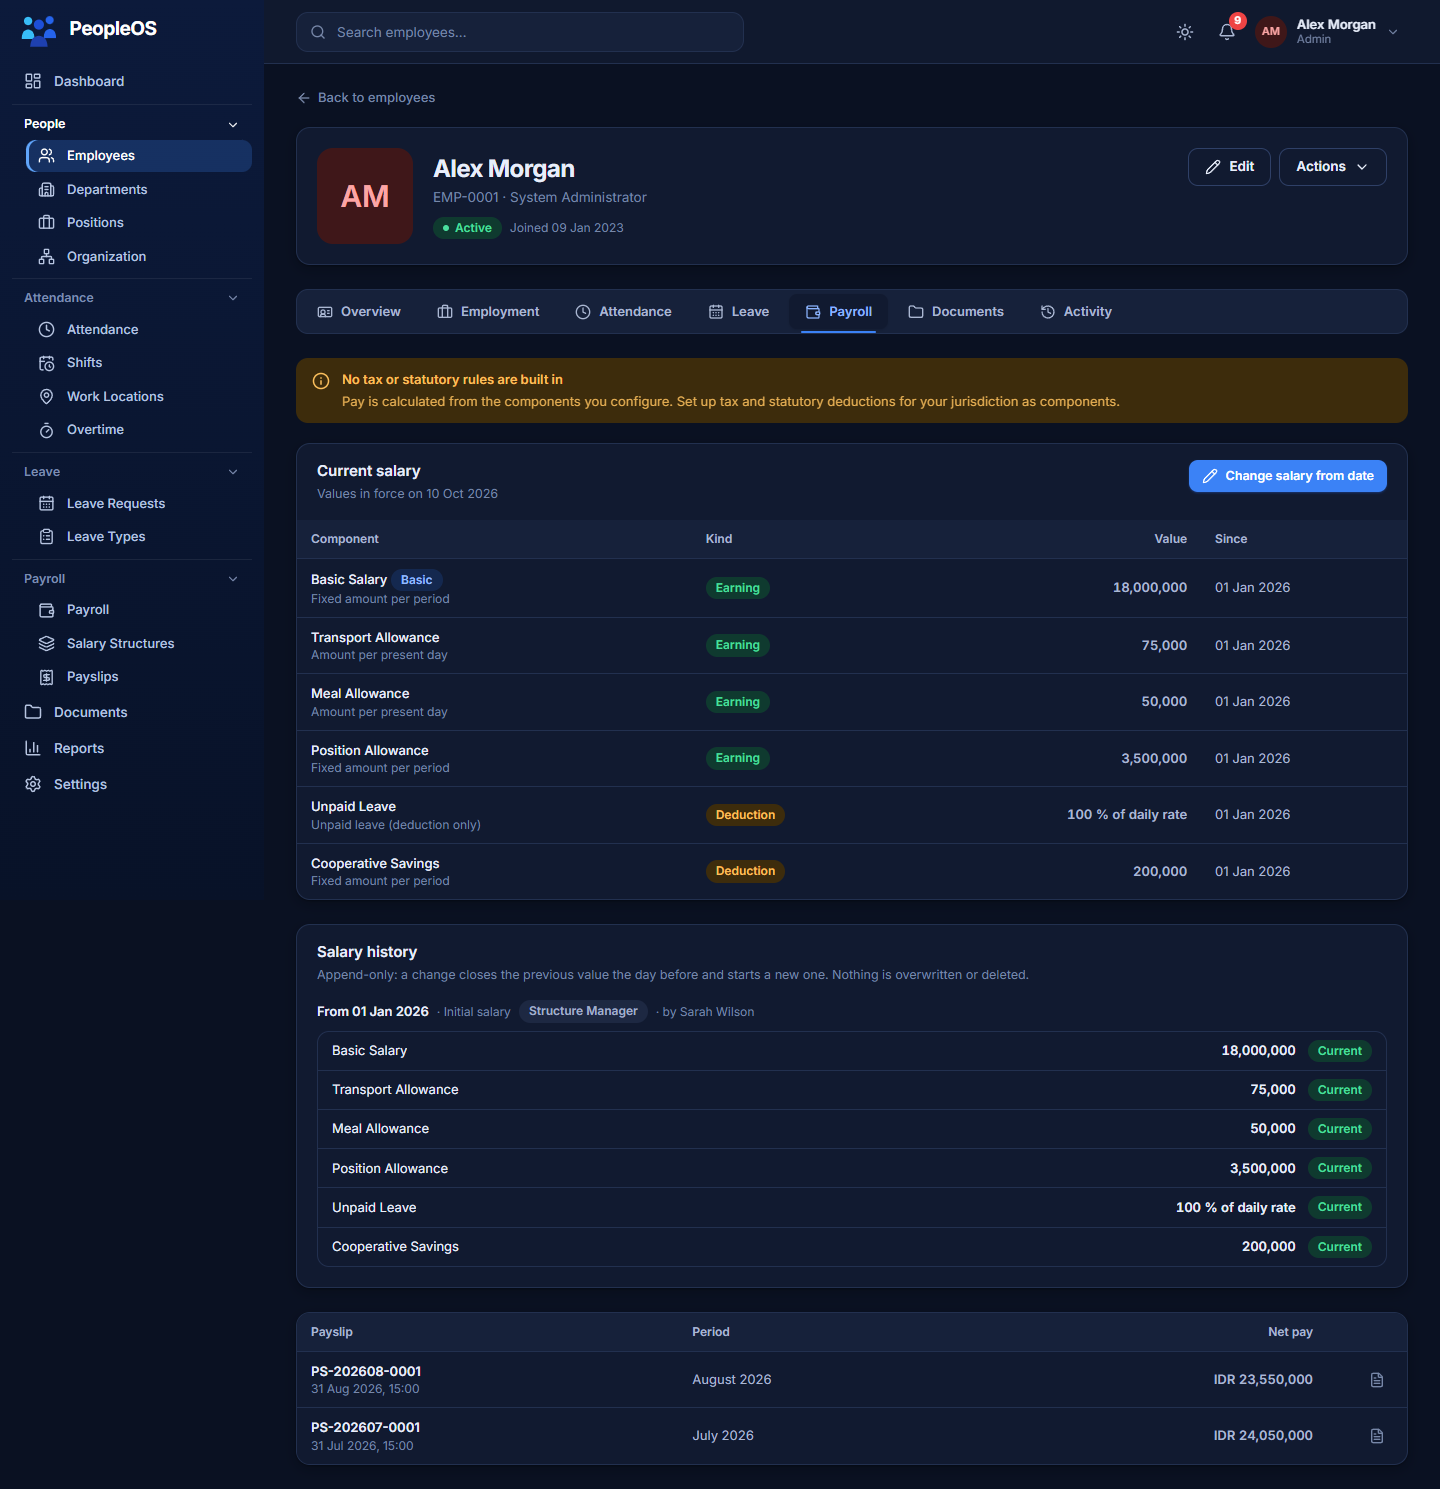 PeopleOS
Search employees...
9
AM
Alex Morgan
Admin
Dashboard
People
Employees
Departments
Positions
Organization
Attendance
Attendance
Shifts
Work Locations
Overtime
Leave
Leave Requests
Leave Types
Payroll
Payroll
Salary Structures
Payslips
Documents
Reports
Settings
Back to employees
AM
Alex Morgan
EMP-0001 · System Administrator
Active Joined 09 Jan 2023
Edit
Actions
Overview Employment Attendance Leave Payroll Documents Activity
No tax or statutory rules are built in
Pay is calculated from the components you configure. Set up tax and statutory deductions for your jurisdiction as components.
Current salary
Values in force on 10 Oct 2026
Change salary from date
Component Kind Value Since
Basic Salary Basic
Fixed amount per period
Earning 18,000,000 01 Jan 2026
Transport Allowance
Amount per present day
Earning 75,000 01 Jan 2026
Meal Allowance
Amount per present day
Earning 50,000 01 Jan 2026
Position Allowance
Fixed amount per period
Earning 3,500,000 01 Jan 2026
Unpaid Leave
Unpaid leave (deduction only)
Deduction 100 % of daily rate 01 Jan 2026
Cooperative Savings
Fixed amount per period
Deduction 200,000 01 Jan 2026
Salary history
Append-only: a change closes the previous value the day before and starts a new one. Nothing is overwritten or deleted.
From 01 Jan 2026 · Initial salary Structure Manager · by Sarah Wilson
Basic Salary 18,000,000 Current
Transport Allowance 75,000 Current
Meal Allowance 50,000 Current
Position Allowance 3,500,000 Current
Unpaid Leave 100 % of daily rate Current
Cooperative Savings 200,000 Current
Payslip Period Net pay
PS-202608-0001
31 Aug 2026, 15:00
August 2026 IDR 23,550,000
PS-202607-0001
31 Jul 2026, 15:00
July 2026 IDR 24,050,000